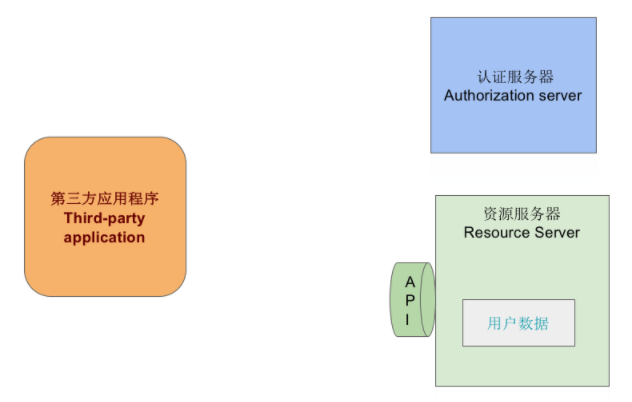 认证服务器
Authorization server
第三方应用程序
Third-party
application
资源服务器
Resource Server
A
P
I
用户数据